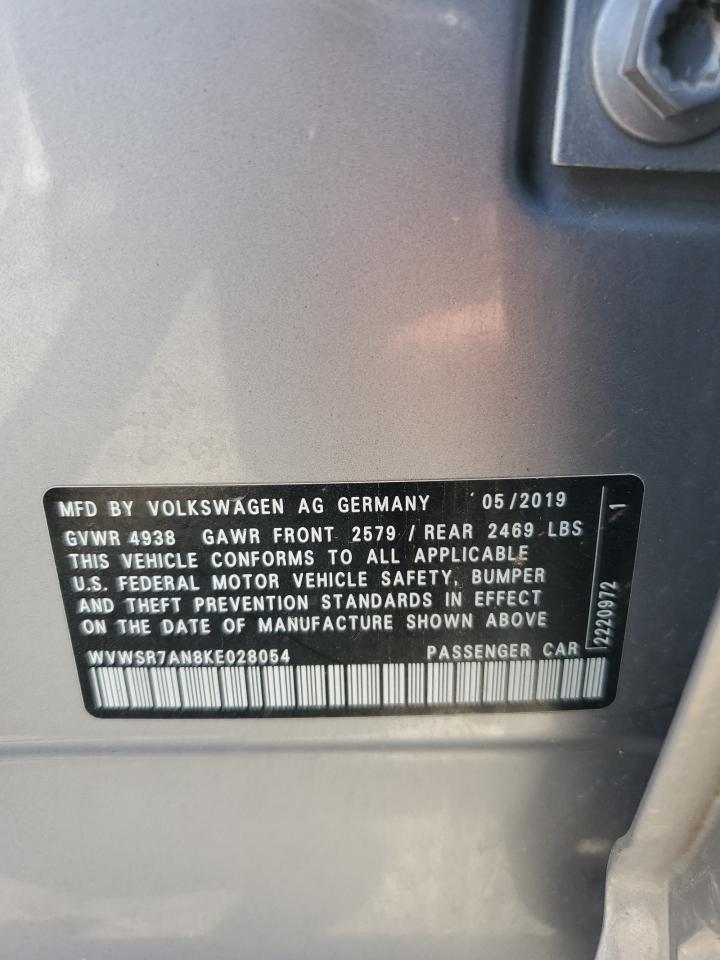 MFD BY VOLKSWAGEN AG GERMANY 05/2019
GVWR 4938 GAWR FRONT 2579 / REAR 2469 LBS
THIS VEHICLE CONFORMS TO ALL APPLICABLE
U.S. FEDERAL MOTOR VEHICLE SAFETY, BUMPER
AND THEFT PREVENTION STANDARDS IN EFFECT
ON THE DATE OF MANUFACTURE SHOWN ABOVE
WVWSR7AN8KE028054 PASSENGER CAR
2220972 1